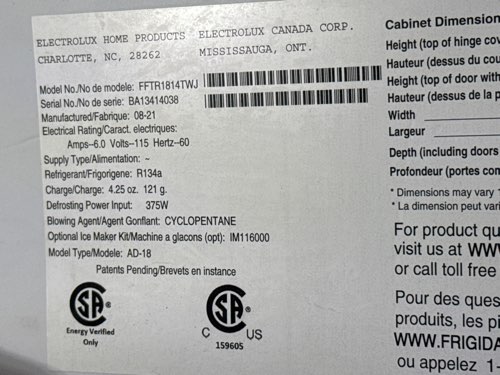 ELECTROLUX HOME PRODUCTS ELECTROLUX CANADA CORP.
CHARLOTTE, NC, 28262 MISSISSAUGA, ONT.
Model No./No de modele: FFTR1814TWJ
Serial No./No de serie: BA13414038
Manufactured/Fabrique: 08-21
Electrical Rating/Caract. electriques:
Amps-6.0 Volts-115 Hertz-60
Supply Type/Alimentation: ~
Refrigerant/Frigorigene: R134a
Charge/Charge: 4.25 oz. 121 g.
Defrosting Power Input: 375W
Blowing Agent/Agent Gonflant: CYCLOPENTANE
Optional Ice Maker Kit/Machine a glacons (opt): IM116000
Model Type/Modele: AD-18
Patents Pending/Brevets en instance
SA ®
Energy Verified
Only
SA ®
C US
159605
Cabinet Dimension
Height (top of hinge cov
Hauteur (dessus du cou
Height (top of door with
Hauteur (dessus de la p
Width
Largeur
Depth (including doors
Profondeur (portes com
* Dimensions may vary
* La dimension peut vari
For product qu
visit us at WWW
or call toll free
Pour des ques
produits, les pi
WWW.FRIGIDA
ou appelez 1-